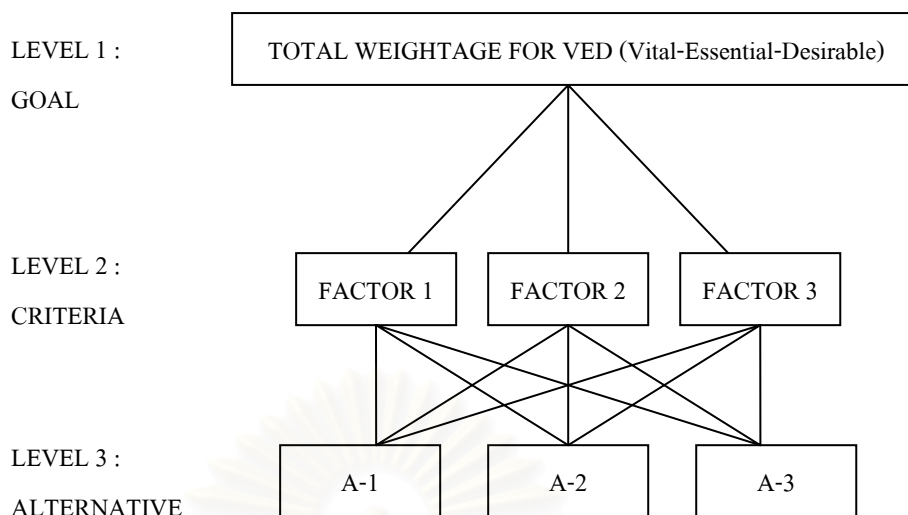 LEVEL 1 :
GOAL
TOTAL WEIGHTAGE FOR VED (Vital-Essential-Desirable)
LEVEL 2 :
CRITERIA
FACTOR 1
FACTOR 2
FACTOR 3
LEVEL 3 :
ALTERNATIVE
A-1
A-2
A-3